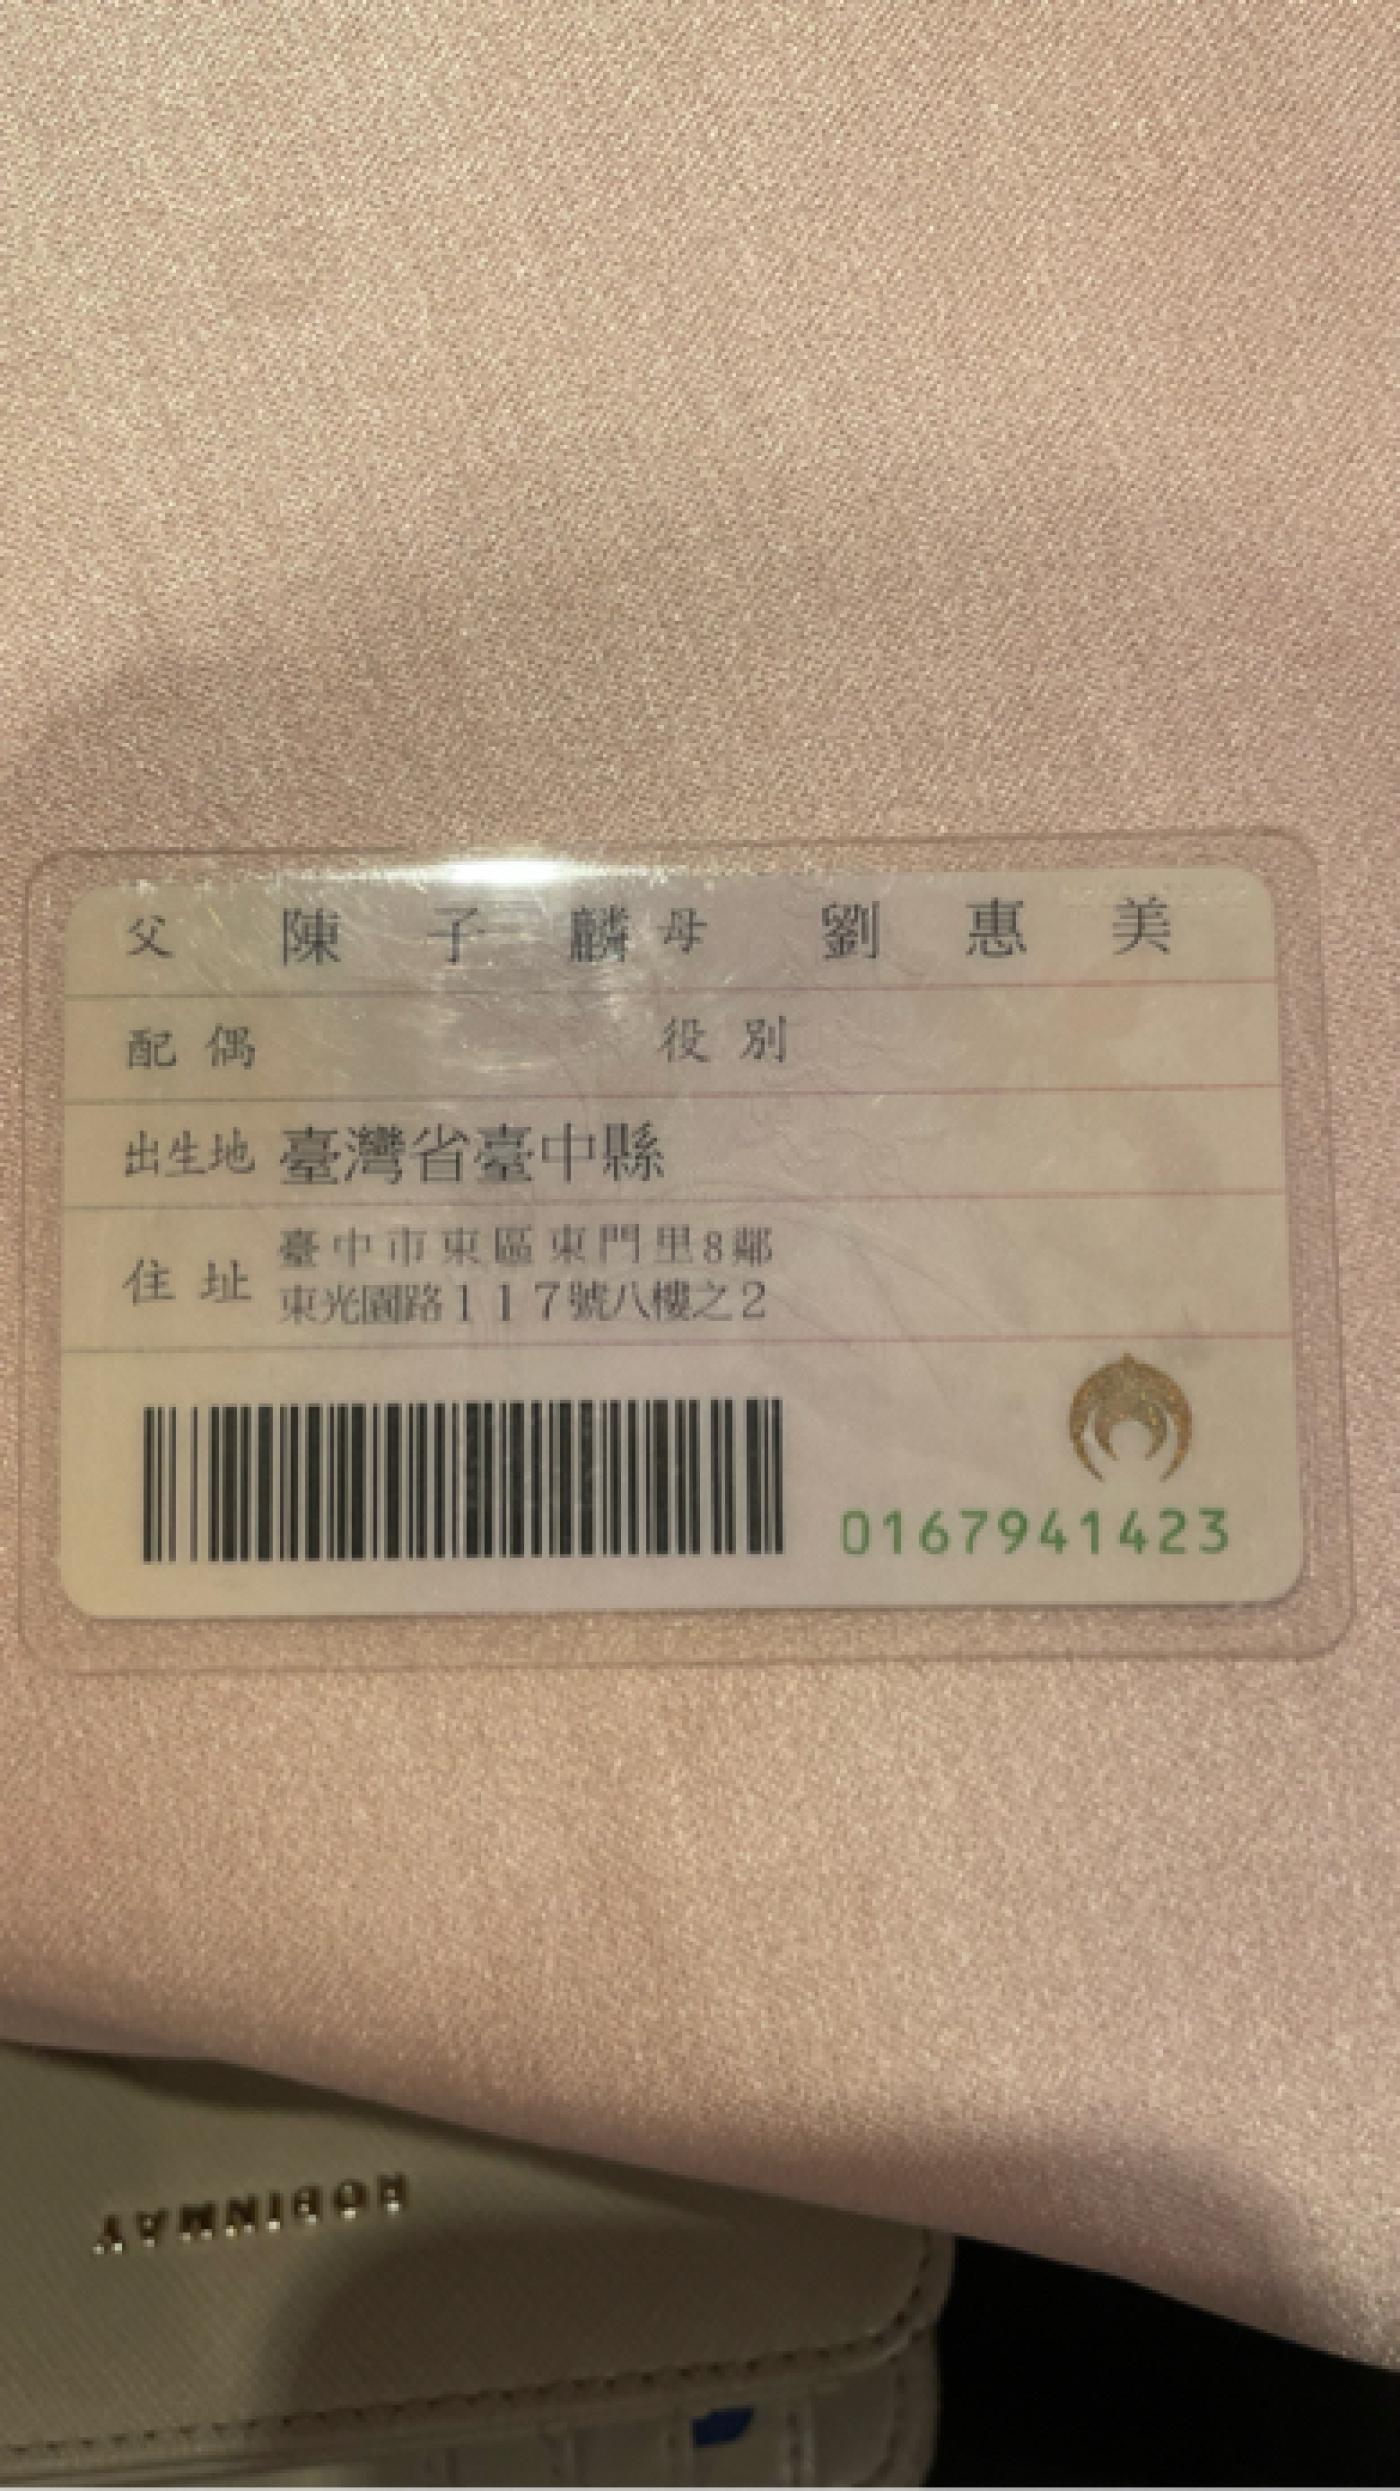 父 陳子麟 母 劉惠美
配偶 役別
出生地 臺灣省臺中縣
住址 臺中市東區東門里8鄰
東光園路117號八樓之2
0167941423
ROBINMAY